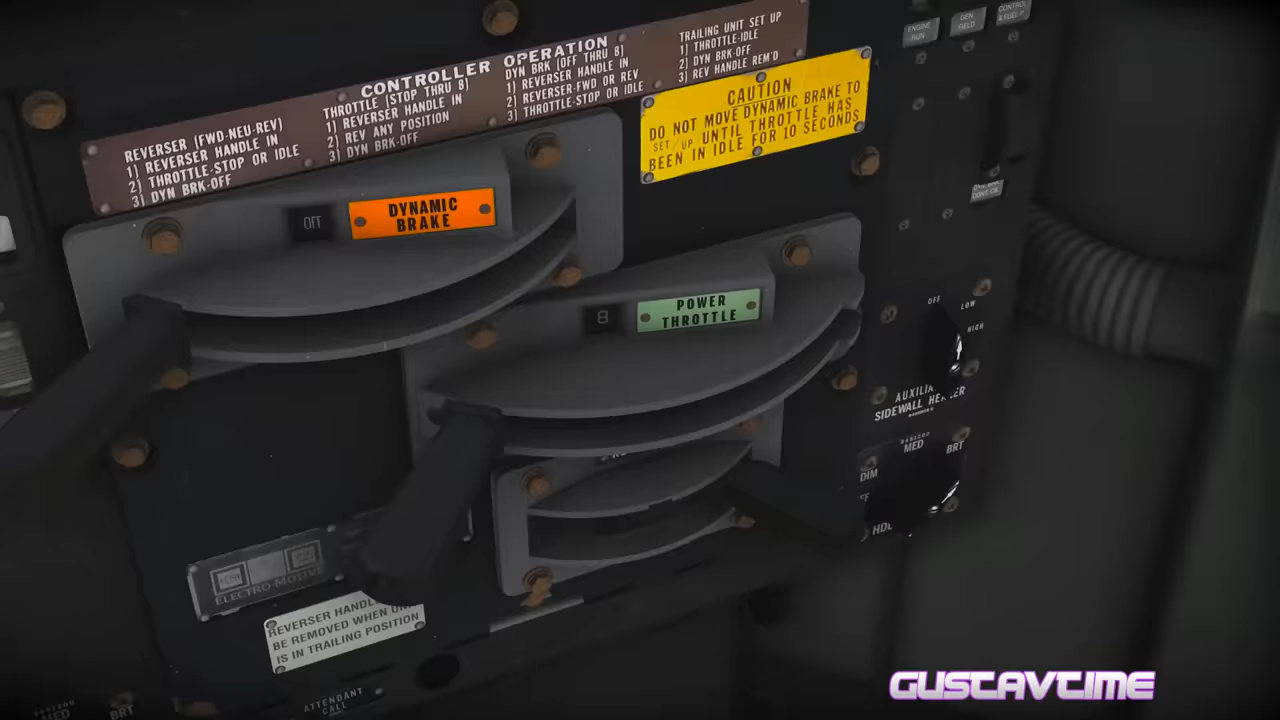 CONTROLLER OPERATION
REVERSER (FWD-NEU-REV)
1) REVERSER HANDLE IN
2) THROTTLE-STOP OR IDLE
3) DYN BRK-OFF
THROTTLE (STOP THRU 8)
1) REVERSER HANDLE IN
2) REV ANY POSITION
3) DYN BRK-OFF
DYN BRK (OFF THRU 8)
1) REVERSER HANDLE IN
2) REVERSER-FWD OR REV
3) THROTTLE-STOP OR IDLE
TRAILING UNIT SET UP
1) THROTTLE-IDLE
2) DYN BRK-OFF
3) REV HANDLE REM'D
CAUTION
DO NOT MOVE DYNAMIC BRAKE TO
SET/UP UNTIL THROTTLE HAS
BEEN IN IDLE FOR 10 SECONDS
ENGINE
RUN
GEN
FIELD
CONTROL
& FUEL P
OFF
DYNAMIC
BRAKE
8
POWER
THROTTLE
OFF
LOW
HIGH
AUXILIA
SIDEWALL HEATER
MED
BRT
DIM
HDL
ELECTRO-MOTIVE
REVERSER HANDL
BE REMOVED WHEN UN
IS IN TRAILING POSITION
MED
BRT
ATTENDANT
CALL
GUSTAVTIME